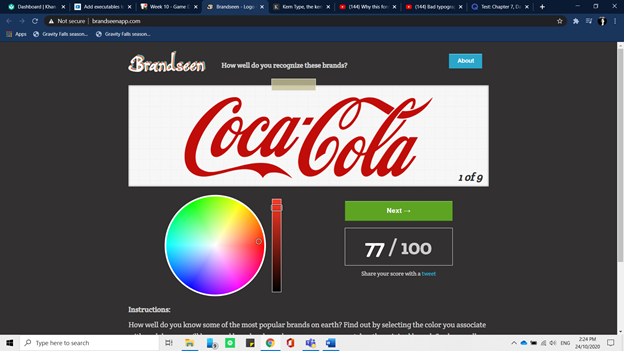 Dashboard | Khan
Add executables t
Week 10 - Game D
Brandseen - Logo
Kern Type, the ker
(144) Why this for
(144) Bad typogra
Test: Chapter 7, D
Not secure | brandseenapp.com
Apps
Gravity Falls season...
Gravity Falls season...
Brandseen
How well do you recognize these brands?
About
Coca-Cola
1 of 9
Next →
77 / 100
Share your score with a tweet
Instructions:
How well do you know some of the most popular brands on earth? Find out by selecting the color you associate
Type here to search
ENG
2:24 PM
24/10/2020